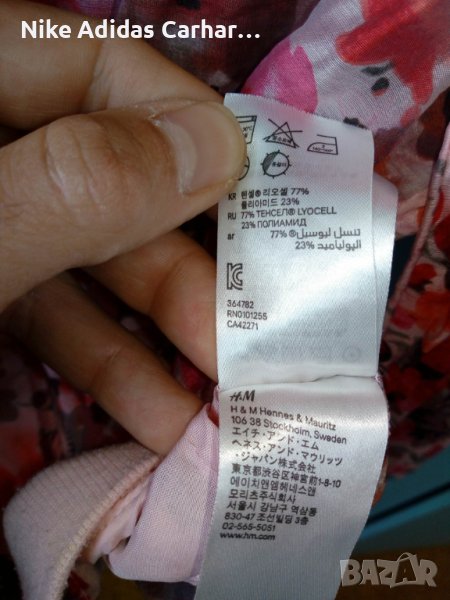 Nike Adidas Carhar...
KR 텐셀® 리오셀 77%
폴리아미드 23%
RU 77% ТЕНСЕЛ® LYOCELL
23% ПОЛИАМИД
ar تنسل ليوسيل® 77%
البولياميد 23%
364782
RN0101255
CA42271
H&M
H & M Hennes & Mauritz
106 38 Stockholm, Sweden
エイチ・アンド・エム
ヘネス・アンド・マウリッツ
・ジャパン株式会社
東京都渋谷区神宮前1-8-10
에이치앤엠헤네스앤
모리츠주식회사
서울시 강남구 역삼동
830-47 조선빌딩 3층
02-565-5051
www.hm.com
BAZAR